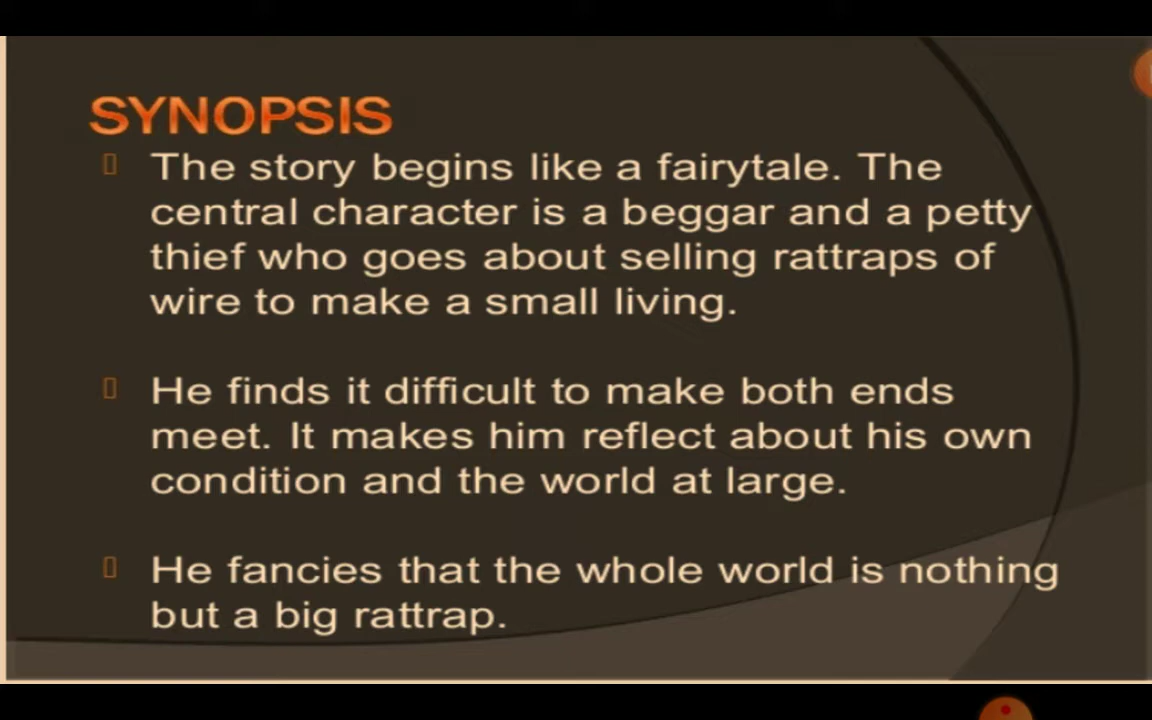 SYNOPSIS
The story begins like a fairytale. The
central character is a beggar and a petty
thief who goes about selling rattraps of
wire to make a small living.
He finds it difficult to make both ends
meet. It makes him reflect about his own
condition and the world at large.
He fancies that the whole world is nothing
but a big rattrap.